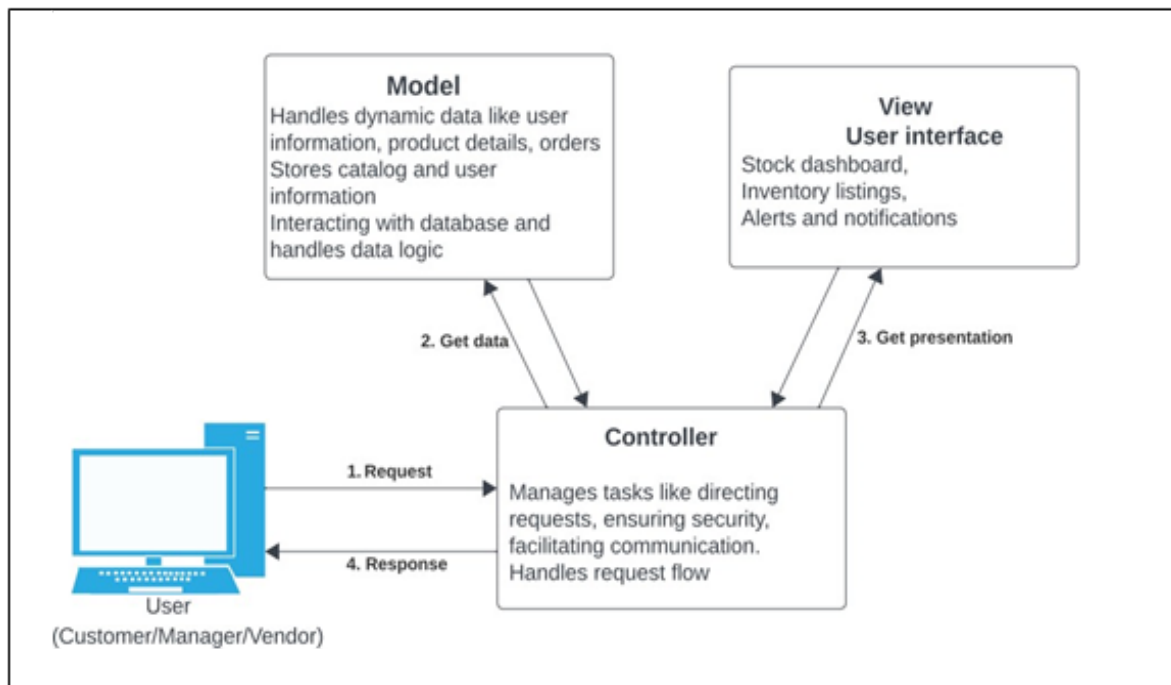 Model
Handles dynamic data like user
information, product details, orders
Stores catalog and user
information
Interacting with database and
handles data logic
View
User interface
Stock dashboard,
Inventory listings,
Alerts and notifications
2. Get data
3. Get presentation
Controller
Manages tasks like directing
requests, ensuring security,
facilitating communication.
Handles request flow
1. Request
4. Response
User
(Customer/Manager/Vendor)